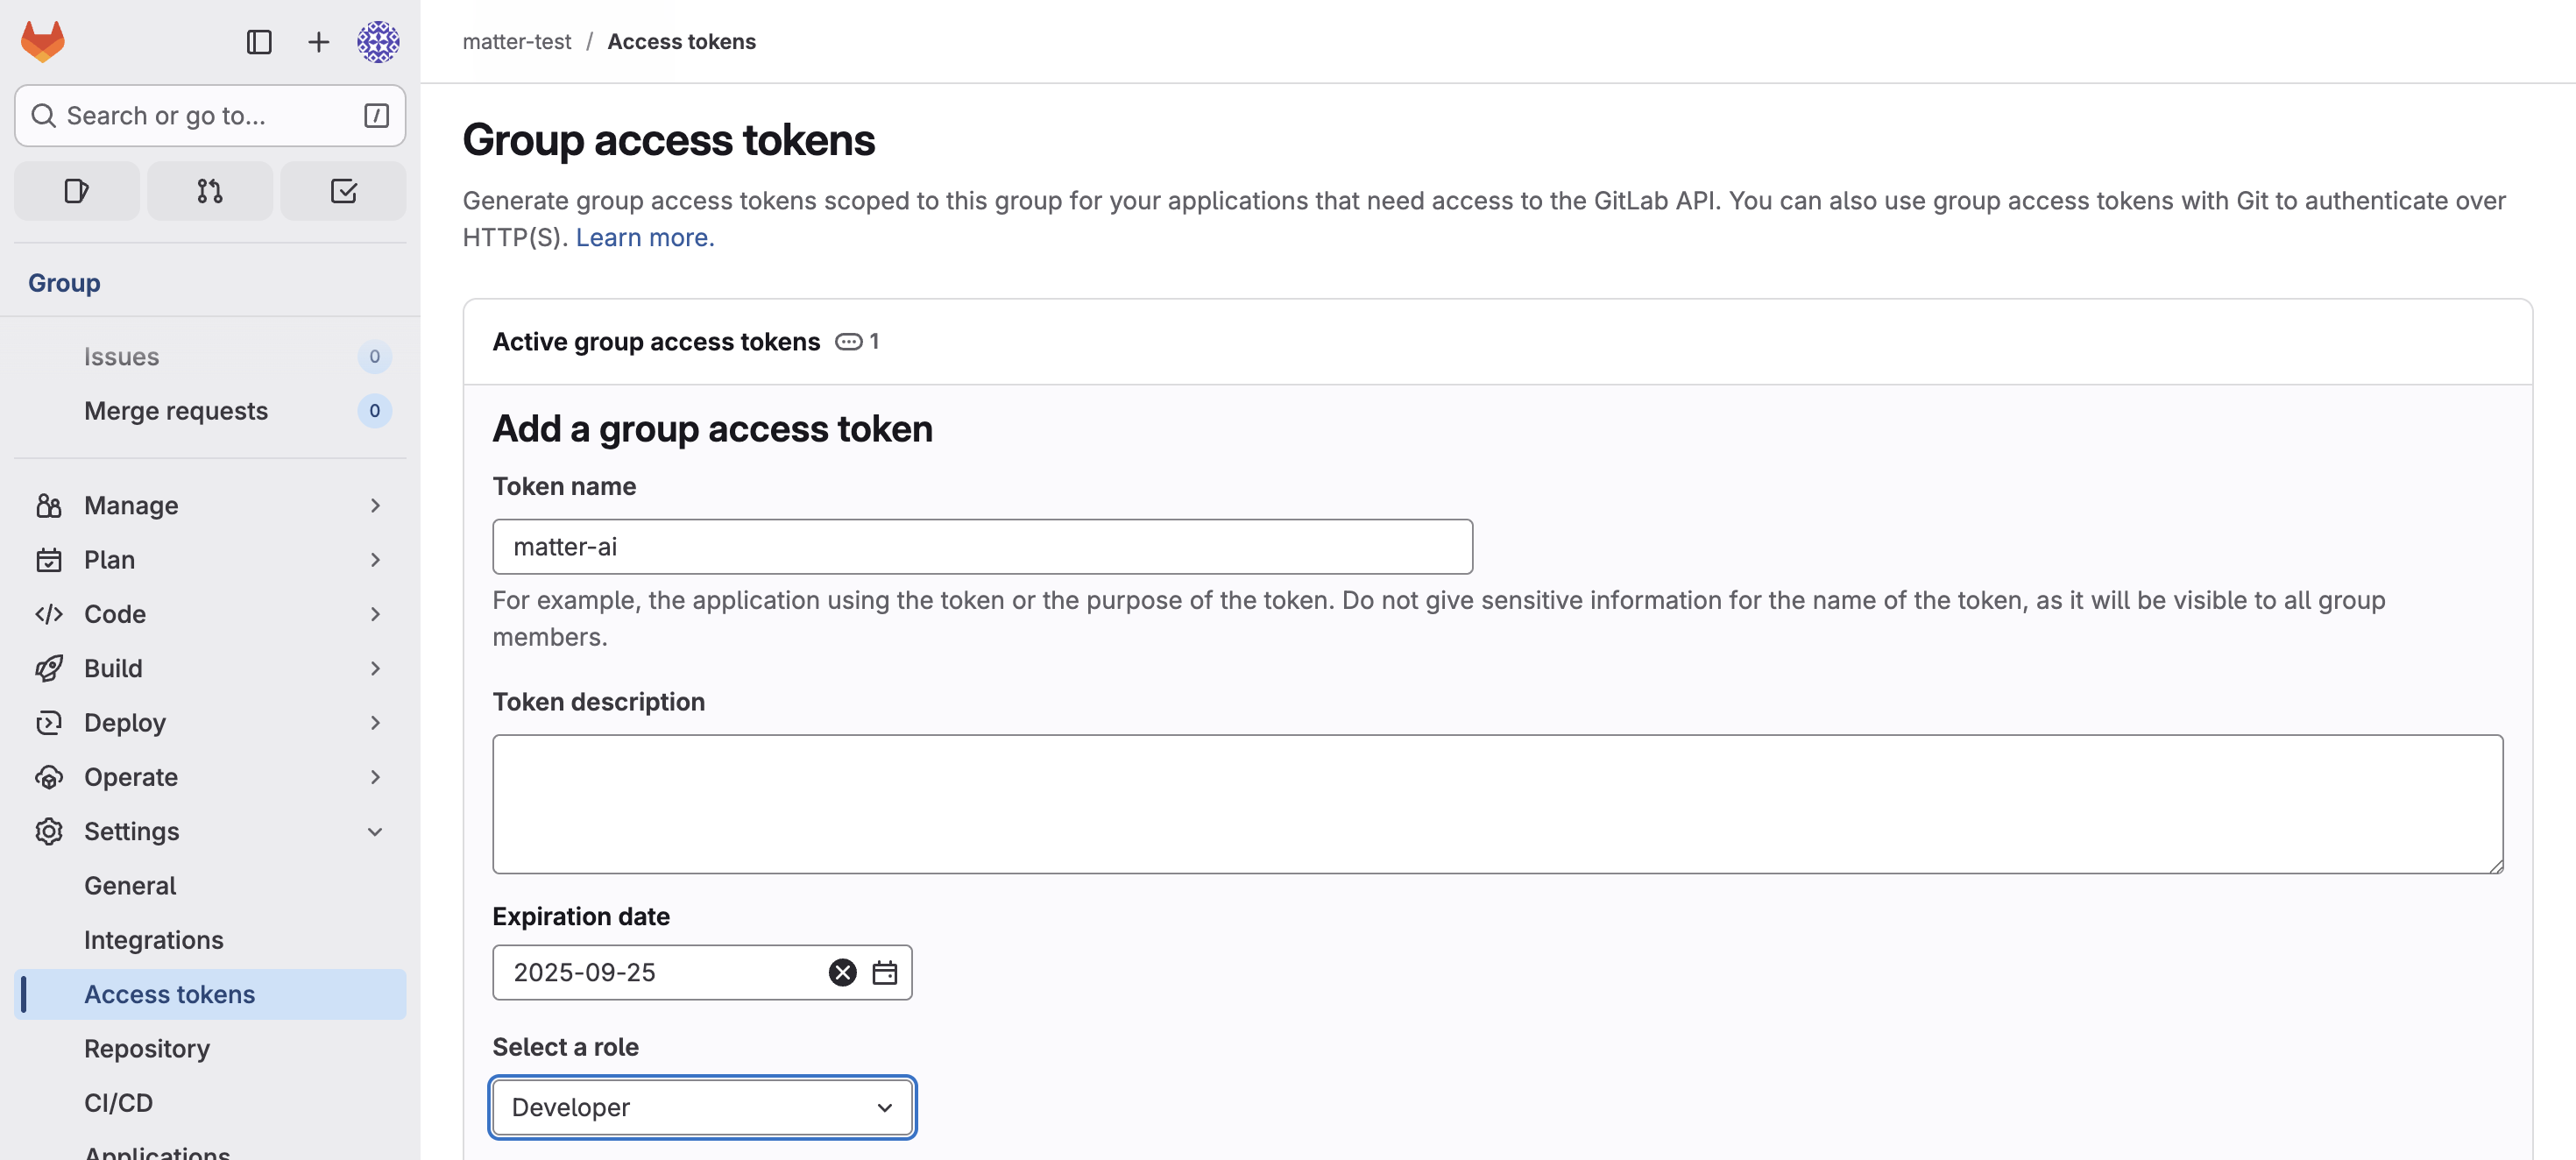 matter-test / Access tokens
Search or go to... /
Group
Issues 0
Merge requests 0
Manage
Plan
Code
Build
Deploy
Operate
Settings
General
Integrations
Access tokens
Repository
CI/CD
Applications
Group access tokens
Generate group access tokens scoped to this group for your applications that need access to the GitLab API. You can also use group access tokens with Git to authenticate over
HTTP(S). Learn more.
Active group access tokens 1
Add a group access token
Token name
matter-ai
For example, the application using the token or the purpose of the token. Do not give sensitive information for the name of the token, as it will be visible to all group
members.
Token description
Expiration date
2025-09-25
Select a role
Developer